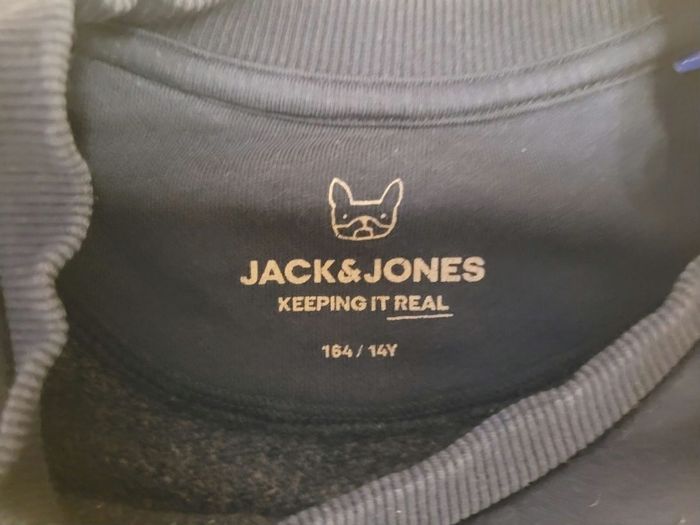 JACK&JONES
KEEPING IT REAL
164 / 14Y